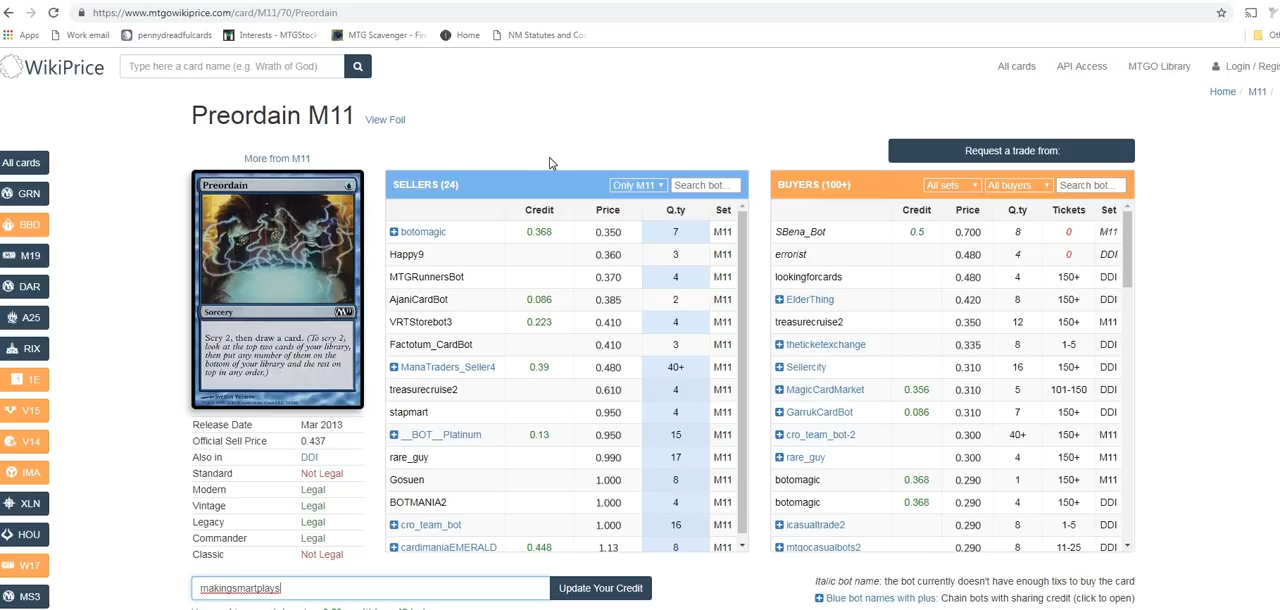 https://www.mtgowikiprice.com/card/M11/70/Preordain
Apps Work email pennydreadfulcards Interests - MTGStock MTG Scavenger - Fi Home NM Statutes and Co
WikiPrice Type here a card name (e.g. Wrath of God) All cards API Access MTGO Library Login / Regi
Home / M11 /
Preordain M11 View Foil
Request a trade from:
More from M11
All cards
GRN
BBD
M19
DAR
A25
RIX
1E
V15
V14
IMA
XLN
HOU
W17
MS3
Preordain
Sorcery
Scry 2, then draw a card. (To scry 2,
look at the top two cards of your library,
then put any number of them on the
bottom of your library and the rest on
top in any order.)
Release Date Mar 2013
Official Sell Price 0.437
Also in DDI
Standard Not Legal
Modern Legal
Vintage Legal
Legacy Legal
Commander Legal
Classic Not Legal
SELLERS (24) Only M11 Search bot...
Credit Price Q.ty Set
botomagic 0.368 0.350 7 M11
Happy9 0.360 3 M11
MTGRunnersBot 0.370 4 M11
AjaniCardBot 0.086 0.385 2 M11
VRTStorebot3 0.223 0.410 4 M11
Factotum_CardBot 0.410 3 M11
ManaTraders_Seller4 0.39 0.480 40+ M11
treasurecruise2 0.610 4 M11
stapmart 0.950 4 M11
__BOT__Platinum 0.13 0.950 15 M11
rare_guy 0.990 17 M11
Gosuen 1.000 8 M11
BOTMANIA2 1.000 4 M11
cro_team_bot 1.000 16 M11
cardimaniaEMERALD 0.448 1.13 8 M11
BUYERS (100+) All sets All buyers Search bot...
Credit Price Q.ty Tickets Set
SBena_Bot 0.5 0.700 8 0 M11
errorist 0.480 4 0 DDI
lookingforcards 0.480 4 150+ DDI
ElderThing 0.420 8 150+ DDI
treasurecruise2 0.350 12 150+ M11
theticketexchange 0.335 8 1-5 DDI
Sellercity 0.310 16 150+ DDI
MagicCardMarket 0.356 0.310 5 101-150 DDI
GarrukCardBot 0.086 0.310 7 150+ DDI
cro_team_bot-2 0.300 40+ 150+ M11
rare_guy 0.300 4 150+ M11
botomagic 0.368 0.290 1 150+ M11
botomagic 0.368 0.290 4 150+ DDI
icasualtrade2 0.290 8 1-5 DDI
mtgocasualbots2 0.290 8 11-25 DDI
makingsmartplays Update Your Credit
Italic bot name: the bot currently doesn't have enough tixs to buy the card
Blue bot names with plus: Chain bots with sharing credit (click to open)